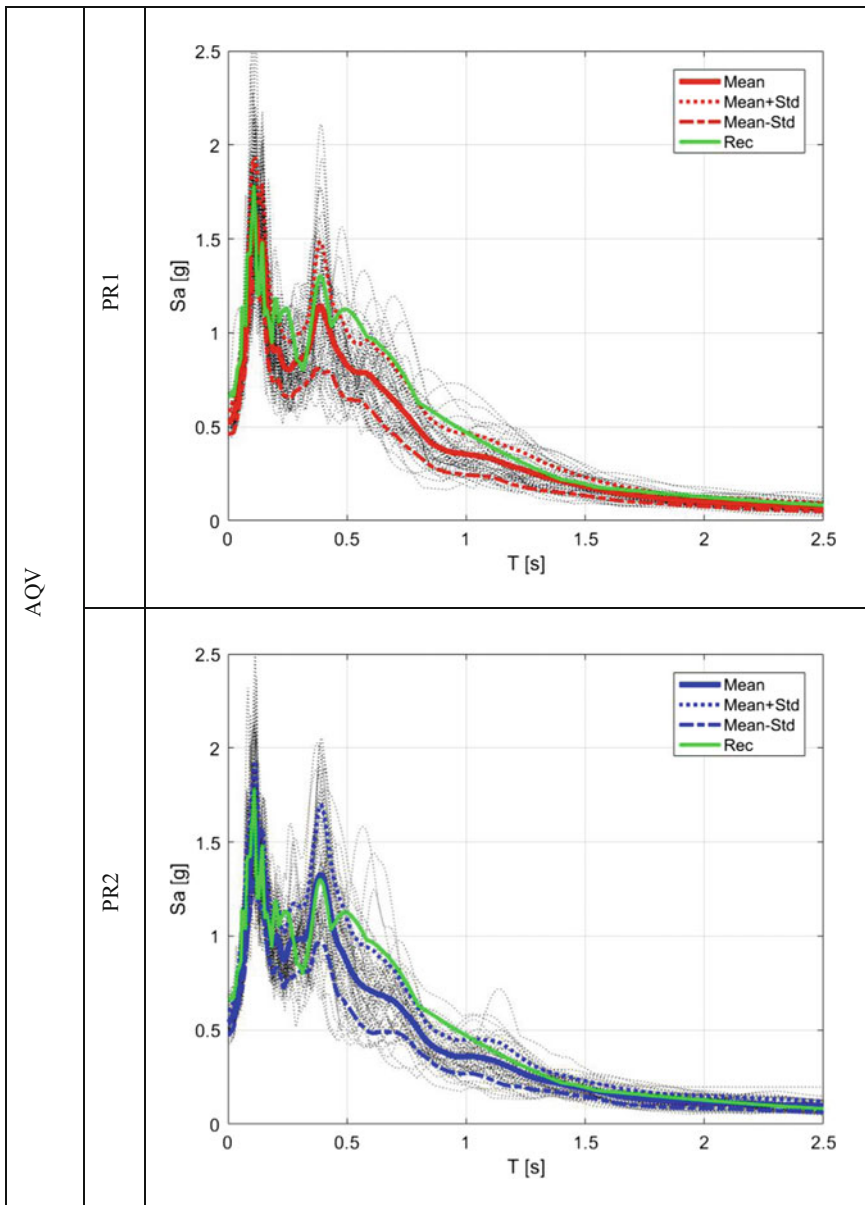 AQV
PR1
2.5
2
1.5
1
0.5
0
Sa [g]
Mean
Mean+Std
Mean-Std
Rec
0 0.5 1 1.5 2 2.5
T [s]
PR2
2.5
2
1.5
1
0.5
0
Sa [g]
Mean
Mean+Std
Mean-Std
Rec
0 0.5 1 1.5 2 2.5
T [s]